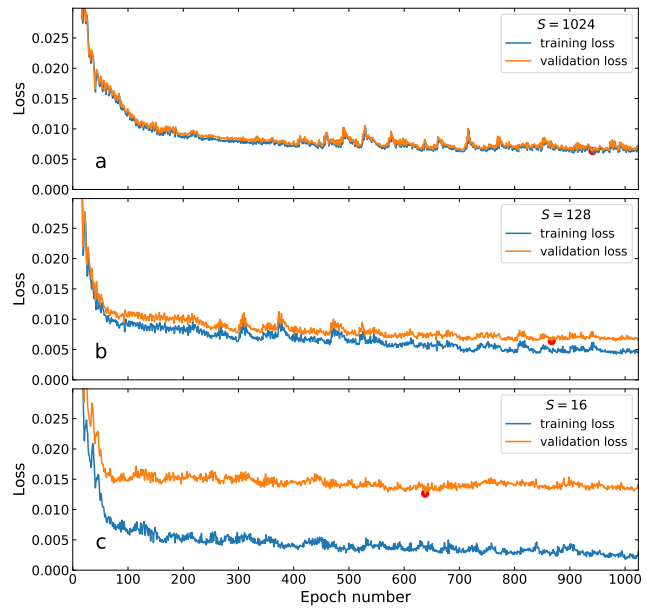 0.025
0.020
0.015
0.010
0.005
0.000
Loss
a
S = 1024
training loss
validation loss
0.025
0.020
0.015
0.010
0.005
0.000
Loss
b
S = 128
training loss
validation loss
0.025
0.020
0.015
0.010
0.005
0.000
Loss
c
S = 16
training loss
validation loss
0 100 200 300 400 500 600 700 800 900 1000
Epoch number